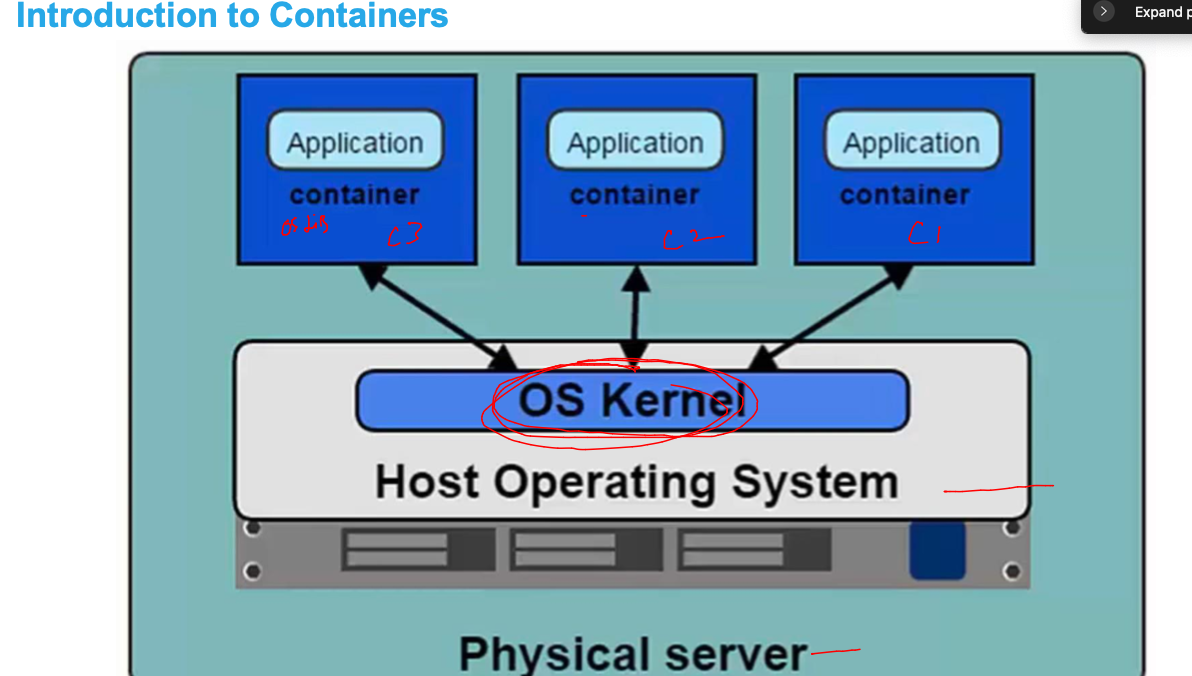 Introduction to Containers
Expand p
Application Application Application
container container container
C3 C2 C1
OS Kernel
Host Operating System
Physical server